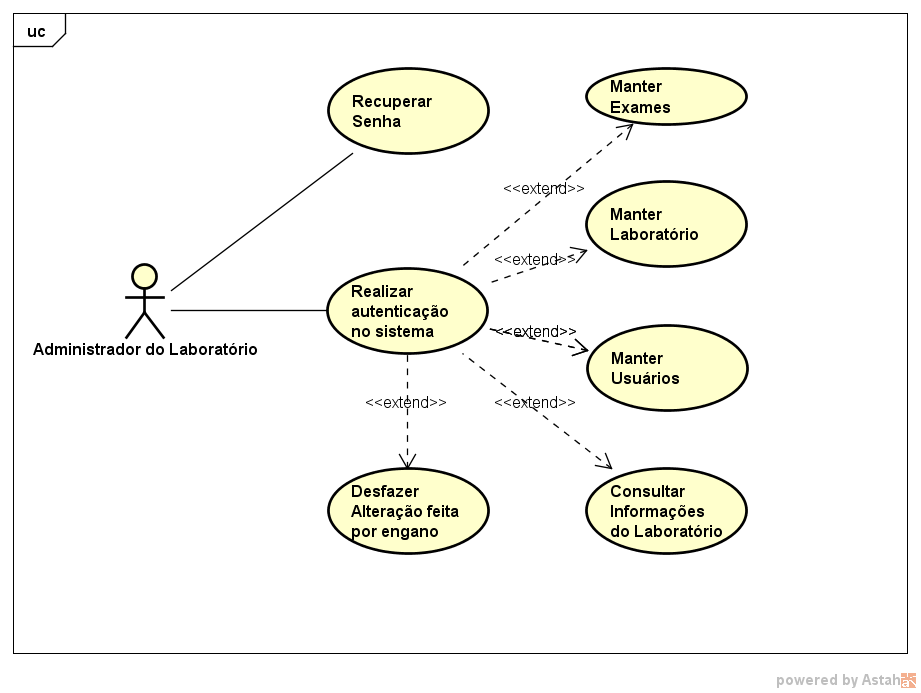 uc
Recuperar
Senha
Manter
Exames
<<extend>>
Manter
Laboratório
<<extend>>
Realizar
autenticação
no sistema
<<extend>>
Administrador do Laboratório
Manter
Usuários
<<extend>>
<<extend>>
Desfazer
Alteração feita
por engano
Consultar
Informações
do Laboratório
powered by Astah